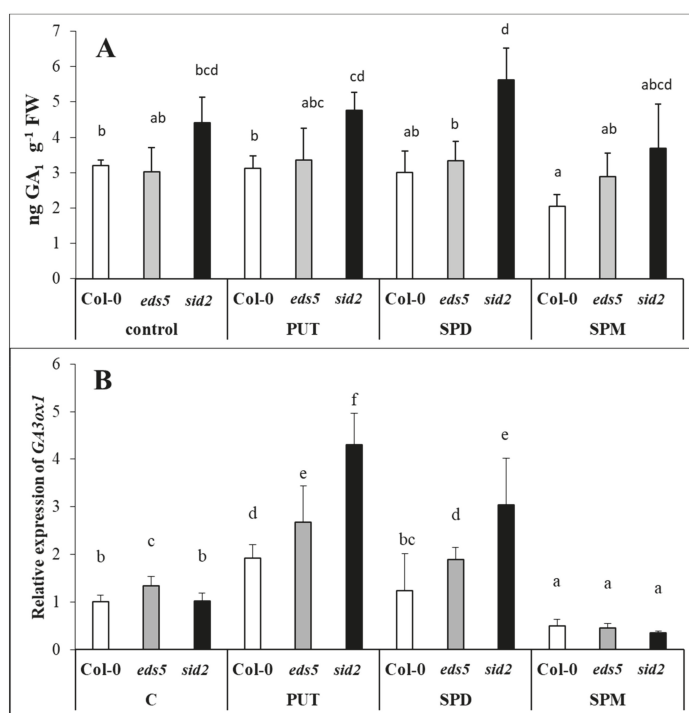 A
ng GA1 g-1 FW
7
6
5
4
3
2
1
0
b
ab
bcd
b
abc
cd
ab
b
d
a
ab
abcd
Col-0 eds5 sid2 Col-0 eds5 sid2 Col-0 eds5 sid2 Col-0 eds5 sid2
control PUT SPD SPM
B
Relative expression of GA3ox1
6
5
4
3
2
1
0
b
c
b
d
e
f
bc
d
e
a
a
a
Col-0 eds5 sid2 Col-0 eds5 sid2 Col-0 eds5 sid2 Col-0 eds5 sid2
C PUT SPD SPM